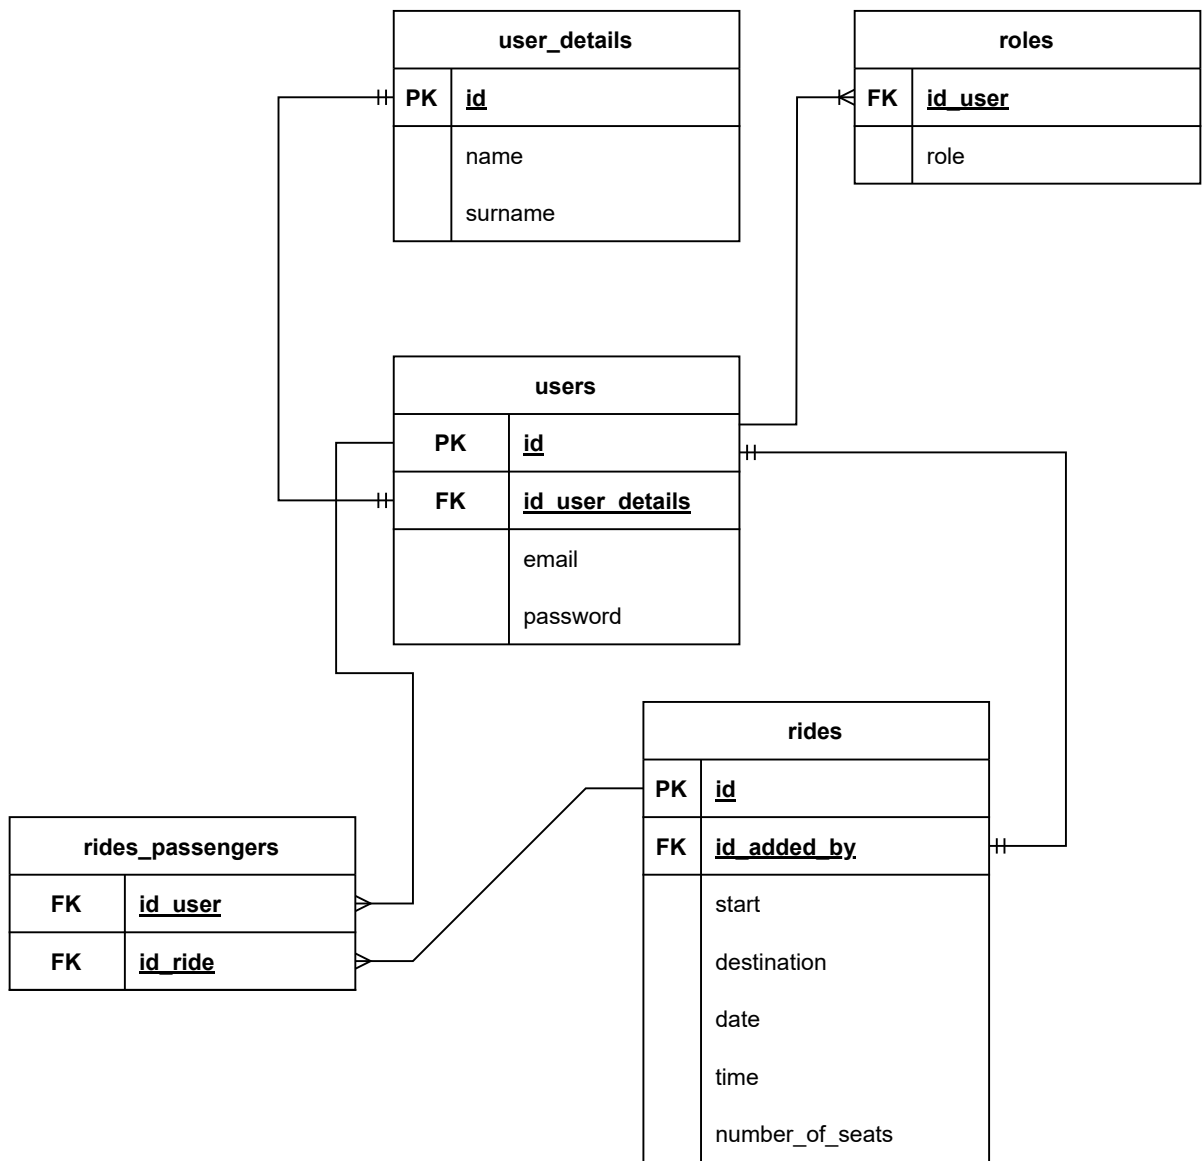 user_details
PK id
name
surname
roles
FK id_user
role
users
PK id
FK id_user_details
email
password
rides
PK id
FK id_added_by
start
destination
date
time
number_of_seats
rides_passengers
FK id_user
FK id_ride